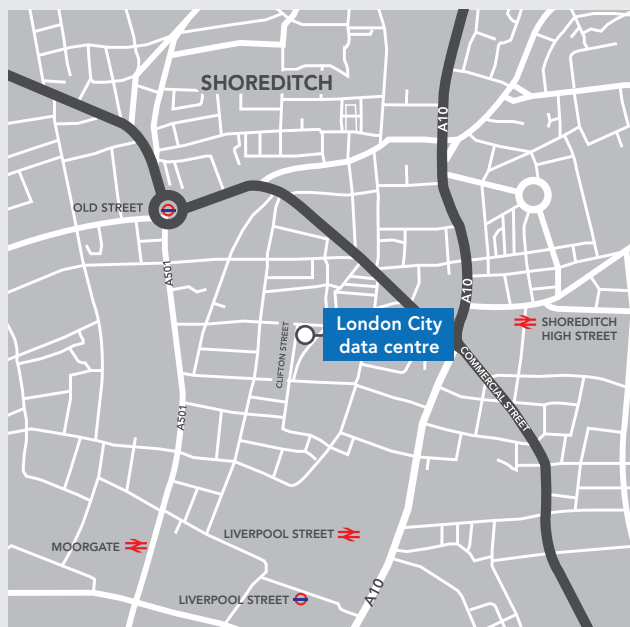 SHOREDITCH
A10
OLD STREET
A501
A10
London City
data centre
SHOREDITCH
HIGH STREET
CLIFTON STREET
COMMERCIAL STREET
A501
LIVERPOOL STREET
MOORGATE
A10
LIVERPOOL STREET